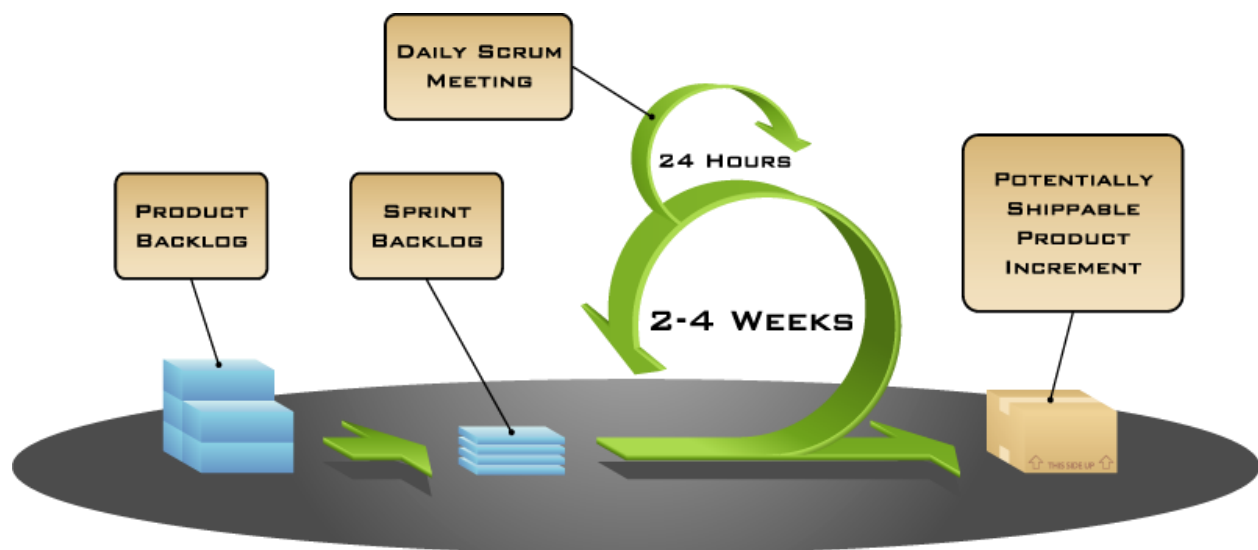 Daily Scrum
Meeting
24 Hours
Product
Backlog
Sprint
Backlog
Potentially
Shippable
Product
Increment
2-4 Weeks
THIS SIDE UP